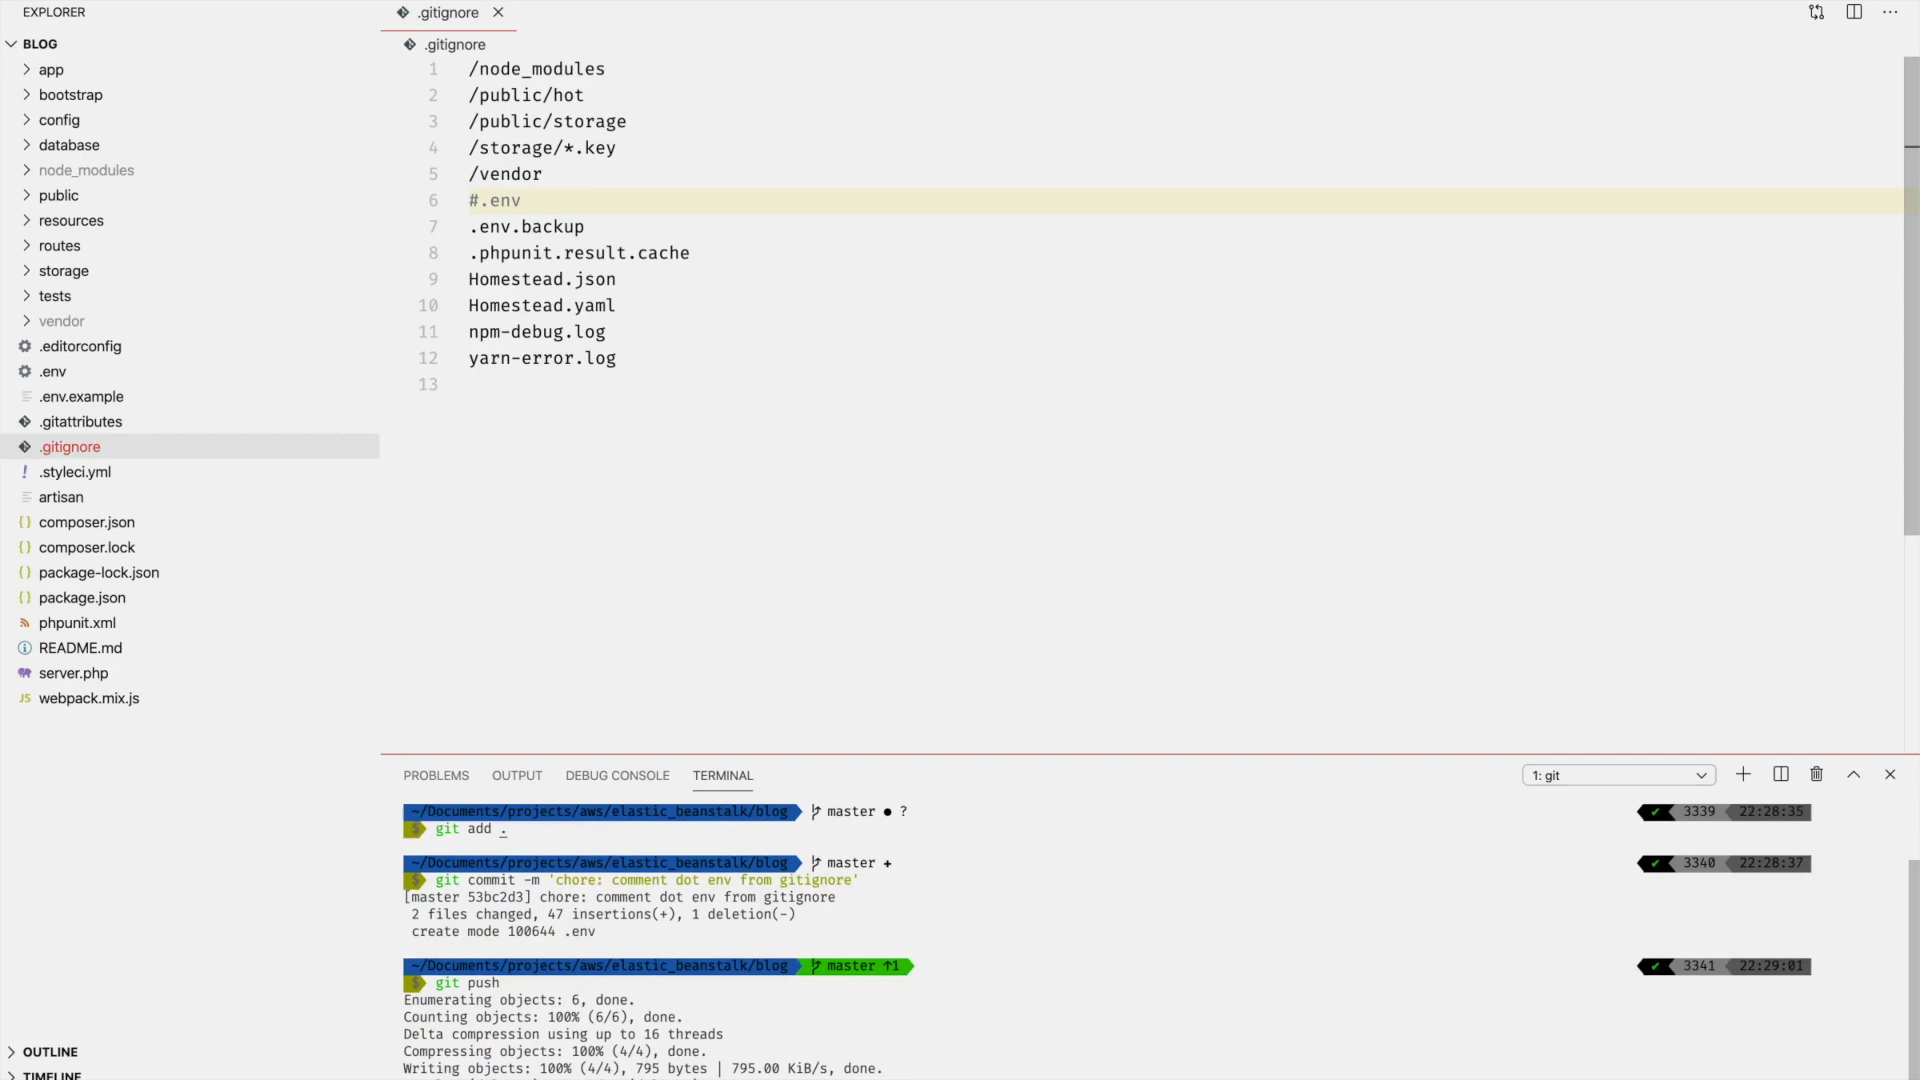 EXPLORER
BLOG
app
bootstrap
config
database
node_modules
public
resources
routes
storage
tests
vendor
.editorconfig
.env
.env.example
.gitattributes
.gitignore
.styleci.yml
artisan
composer.json
composer.lock
package-lock.json
package.json
phpunit.xml
README.md
server.php
webpack.mix.js
OUTLINE
TIMELINE
.gitignore
.gitignore
1 /node_modules
2 /public/hot
3 /public/storage
4 /storage/*.key
5 /vendor
6 #.env
7 .env.backup
8 .phpunit.result.cache
9 Homestead.json
10 Homestead.yaml
11 npm-debug.log
12 yarn-error.log
13
PROBLEMS OUTPUT DEBUG CONSOLE TERMINAL 1: git
~/Documents/projects/aws/elastic_beanstalk/blog master ● ? ✔ 3339 22:28:35
$ git add .
~/Documents/projects/aws/elastic_beanstalk/blog master + ✔ 3340 22:28:37
$ git commit -m 'chore: comment dot env from gitignore'
[master 53bc2d3] chore: comment dot env from gitignore
2 files changed, 47 insertions(+), 1 deletion(-)
create mode 100644 .env
~/Documents/projects/aws/elastic_beanstalk/blog master ↑1 ✔ 3341 22:29:01
$ git push
Enumerating objects: 6, done.
Counting objects: 100% (6/6), done.
Delta compression using up to 16 threads
Compressing objects: 100% (4/4), done.
Writing objects: 100% (4/4), 795 bytes | 795.00 KiB/s, done.